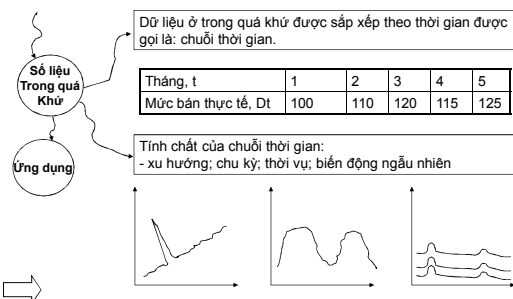 Dữ liệu ở trong quá khứ được sắp xếp theo thời gian được
gọi là: chuỗi thời gian.
Số liệu
Trong quá
Khứ
Tháng, t 1 2 3 4 5
Mức bán thực tế, Dt 100 110 120 115 125
Tính chất của chuỗi thời gian:
- xu hướng; chu kỳ; thời vụ; biến động ngẫu nhiên
Ứng dụng